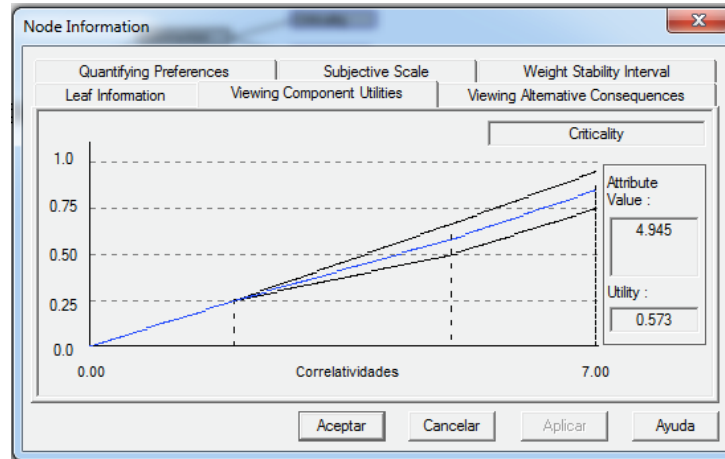 Node Information
Quantifying Preferences
Subjective Scale
Weight Stability Interval
Leaf Information
Viewing Component Utilities
Viewing Alternative Consequences
Criticality
1.0
0.75
0.50
0.25
0.0
0.00
Correlatividades
7.00
Attribute
Value :
4.945
Utility :
0.573
Aceptar
Cancelar
Aplicar
Ayuda